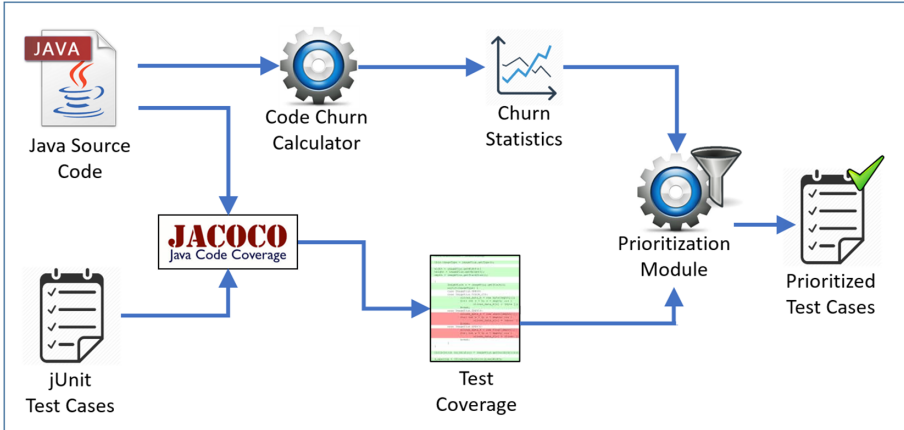 JAVA
Java Source
Code
Code Churn
Calculator
Churn
Statistics
JACOCO
Java Code Coverage
Prioritization
Module
Prioritized
Test Cases
jUnit
Test Cases
Test
Coverage